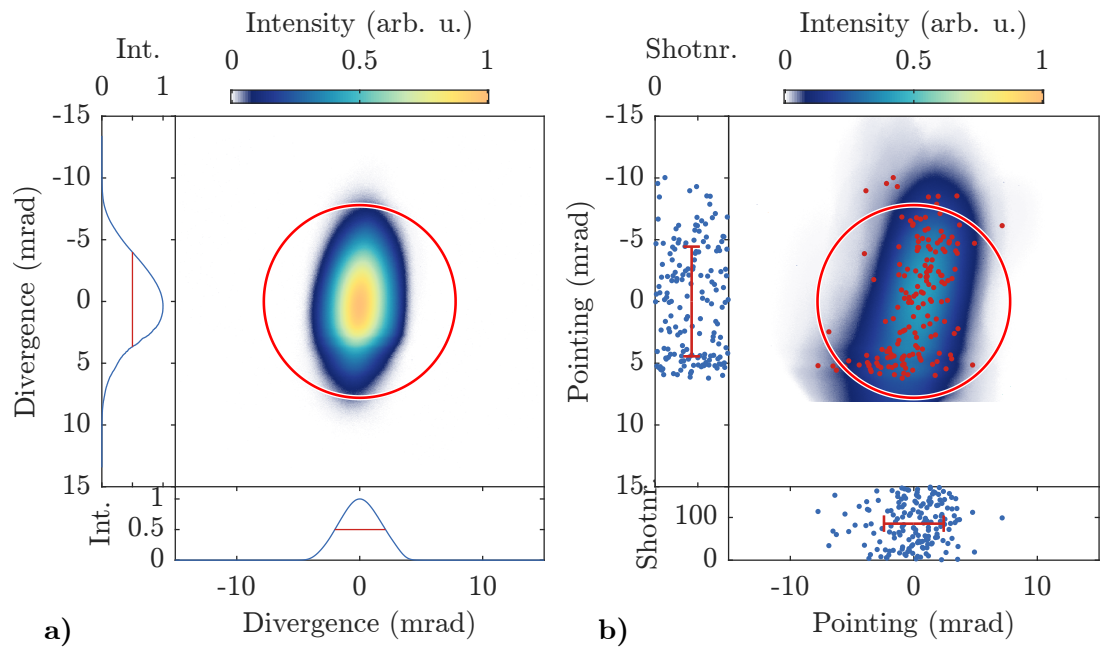 Intensity (arb. u.)
Int.
0 0.5 1
0 1
-15
-10
-5
0
5
10
15
Divergence (mrad)
Int.
1
0.5
0
-10 0 10
Divergence (mrad)
a)
Intensity (arb. u.)
Shotnr.
0 0.5 1
0
-15
-10
-5
0
5
10
15
Pointing (mrad)
Shotnr.
100
0
-10 0 10
Pointing (mrad)
b)